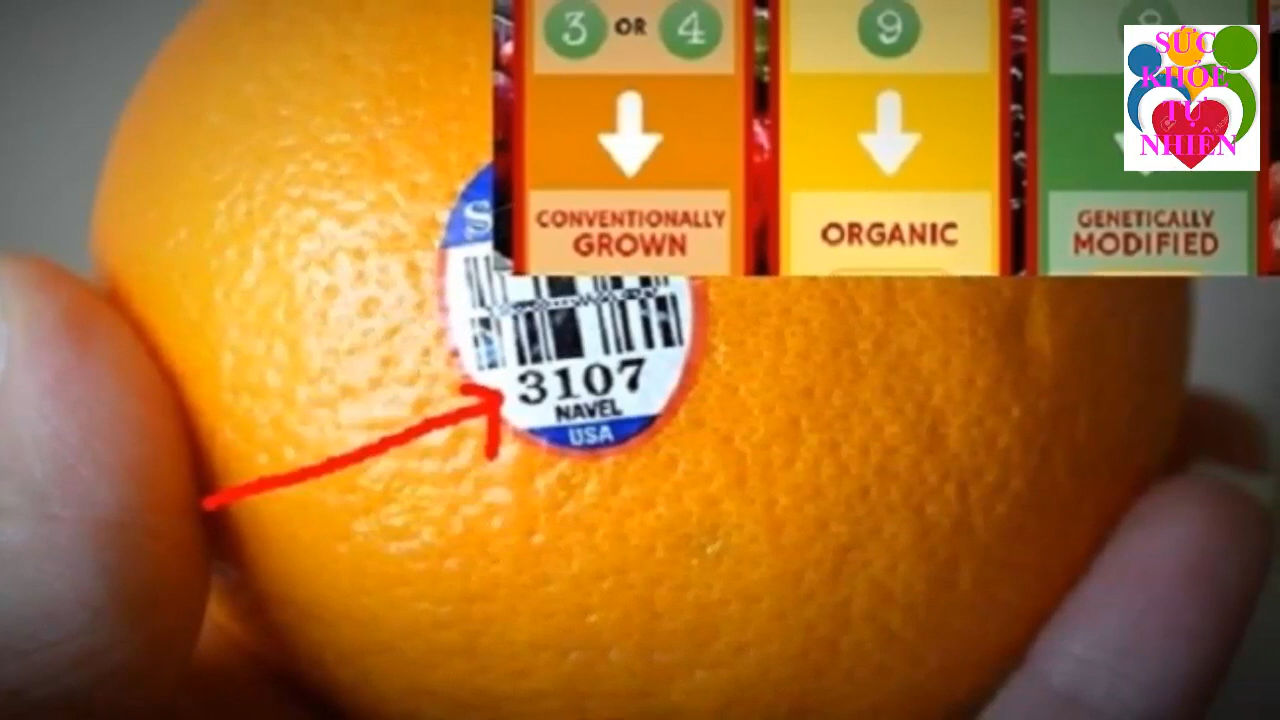 3 OR 4
9
CONVENTIONALLY
GROWN
ORGANIC
GENETICALLY
MODIFIED
SỨC
KHỎE
TỰ
NHIÊN
S
3107
NAVEL
USA